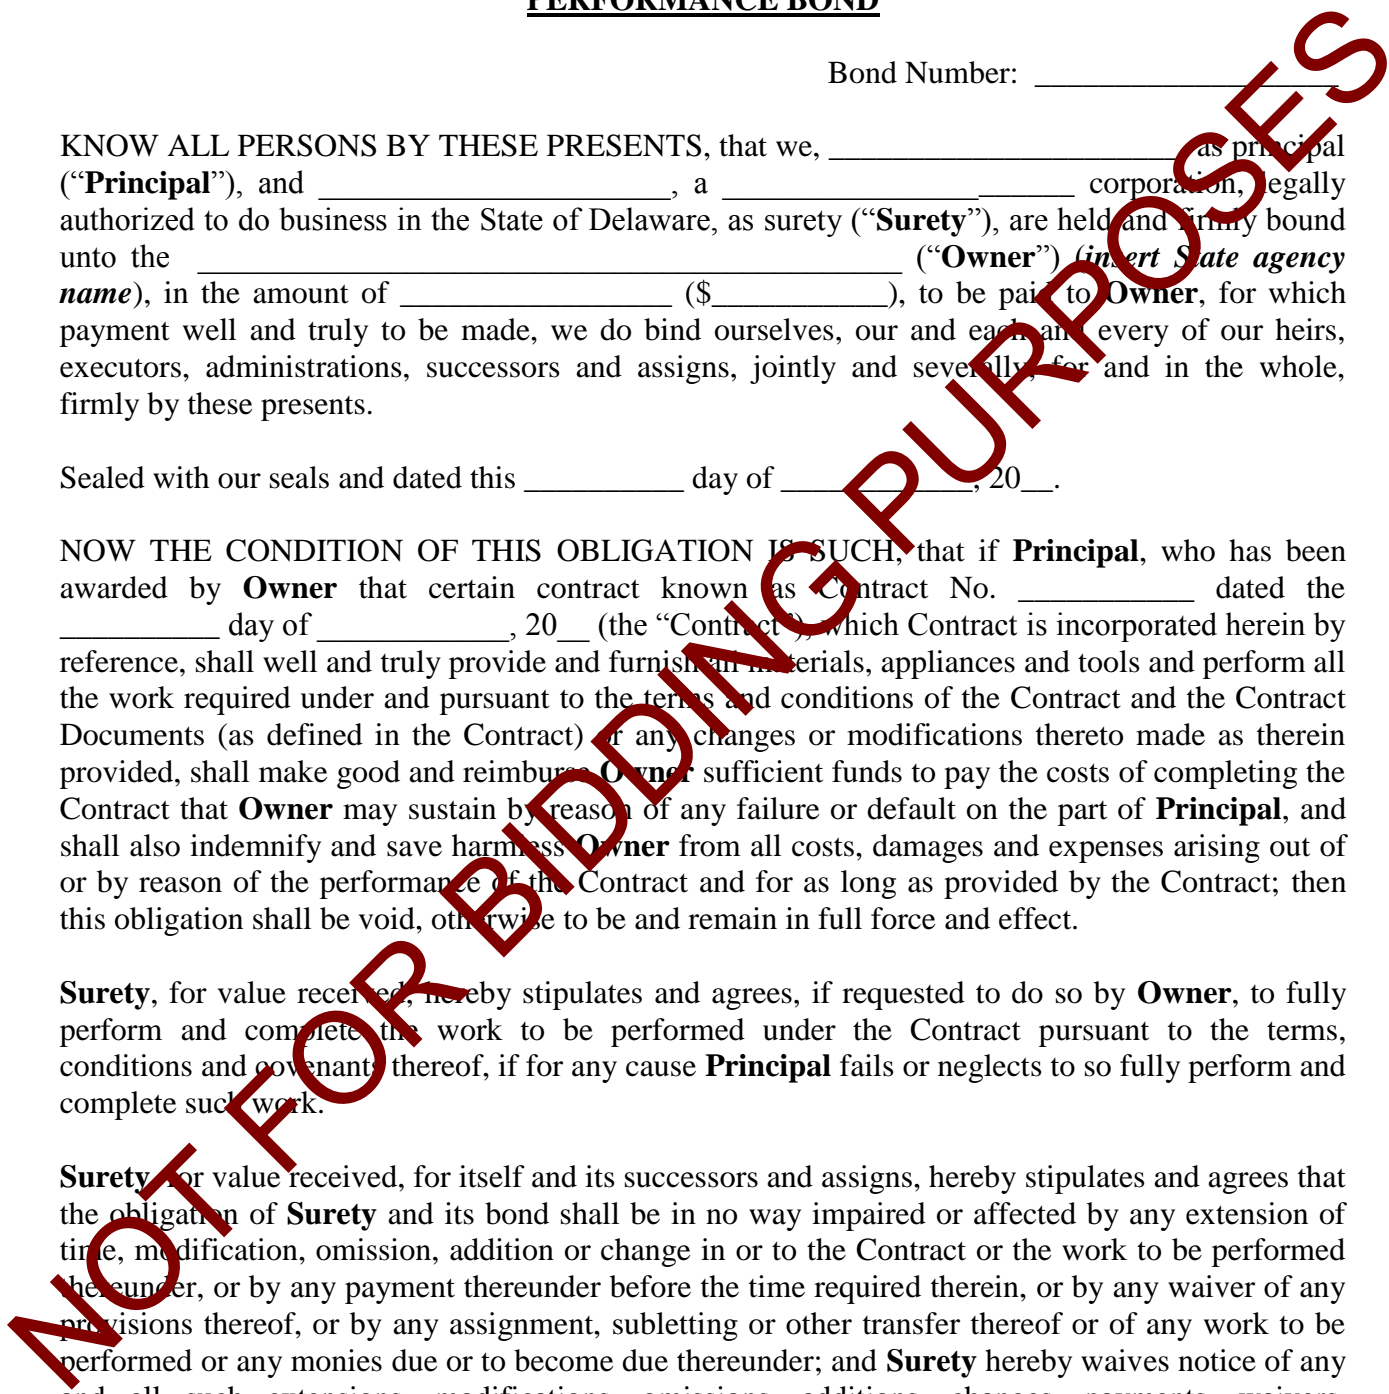 PERFORMANCE BOND
Bond Number: ___________________
KNOW ALL PERSONS BY THESE PRESENTS, that we, ______________________ as principal
(“Principal”), and ______________________, a ______________________ corporation, legally
authorized to do business in the State of Delaware, as surety (“Surety”), are held and firmly bound
unto the ____________________________________________ (“Owner”) (insert State agency
name), in the amount of _________________ ($___________), to be paid to Owner, for which
payment well and truly to be made, we do bind ourselves, our and each and every of our heirs,
executors, administrations, successors and assigns, jointly and severally, for and in the whole,
firmly by these presents.
Sealed with our seals and dated this __________ day of ____________, 20__.
NOW THE CONDITION OF THIS OBLIGATION IS SUCH, that if Principal, who has been
awarded by Owner that certain contract known as Contract No. ___________ dated the
__________ day of ____________, 20__ (the “Contract”), which Contract is incorporated herein by
reference, shall well and truly provide and furnish all materials, appliances and tools and perform all
the work required under and pursuant to the terms and conditions of the Contract and the Contract
Documents (as defined in the Contract) or any changes or modifications thereto made as therein
provided, shall make good and reimburse Owner sufficient funds to pay the costs of completing the
Contract that Owner may sustain by reason of any failure or default on the part of Principal, and
shall also indemnify and save harmless Owner from all costs, damages and expenses arising out of
or by reason of the performance of the Contract and for as long as provided by the Contract; then
this obligation shall be void, otherwise to be and remain in full force and effect.
Surety, for value received, hereby stipulates and agrees, if requested to do so by Owner, to fully
perform and complete the work to be performed under the Contract pursuant to the terms,
conditions and covenants thereof, if for any cause Principal fails or neglects to so fully perform and
complete such work.
Surety, for value received, for itself and its successors and assigns, hereby stipulates and agrees that
the obligation of Surety and its bond shall be in no way impaired or affected by any extension of
time, modification, omission, addition or change in or to the Contract or the work to be performed
thereunder, or by any payment thereunder before the time required therein, or by any waiver of any
provisions thereof, or by any assignment, subletting or other transfer thereof or of any work to be
performed or any monies due or to become due thereunder; and Surety hereby waives notice of any
and all such extensions, modifications, omissions, additions, changes, payments, waivers,
NOT FOR BIDDING PURPOSES